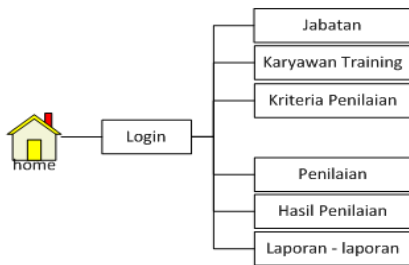 Jabatan
Karyawan Training
Kriteria Penilaian
Login
home
Penilaian
Hasil Penilaian
Laporan - laporan